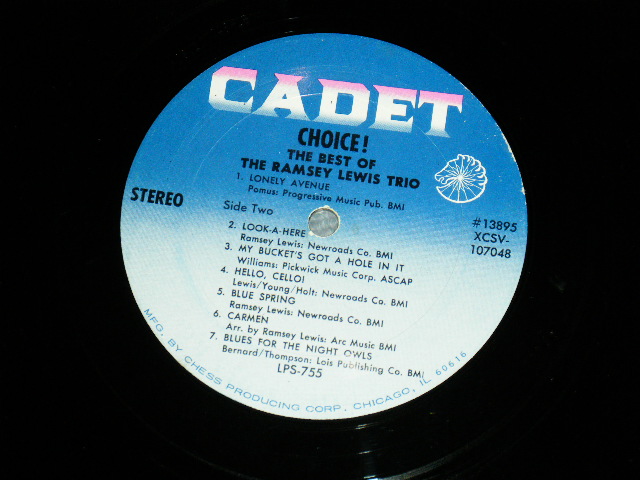 CADET
CHOICE!
THE BEST OF
THE RAMSEY LEWIS TRIO
1. LONELY AVENUE
Pomus: Progressive Music Pub. BMI
STEREO
Side Two
#13895
XCSV-
107048
2. LOOK-A-HERE
Ramsey Lewis: Newroads Co. BMI
3. MY BUCKET'S GOT A HOLE IN IT
Williams: Pickwick Music Corp. ASCAP
4. HELLO, CELLO!
Lewis/Young/Holt: Newroads Co. BMI
5. BLUE SPRING
Ramsey Lewis: Newroads Co. BMI
6. CARMEN
Arr. by Ramsey Lewis: Arc Music BMI
7. BLUES FOR THE NIGHT OWLS
Bernard/Thompson: Lois Publishing Co. BMI
LPS-755
MFG. BY CHESS PRODUCING CORP. CHICAGO, IL 60616